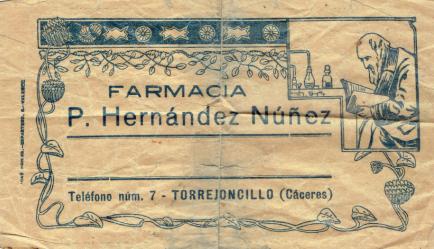 FARMACIA
P. Hernández Núñez
Teléfono núm. 7 - TORREJONCILLO (Cáceres)